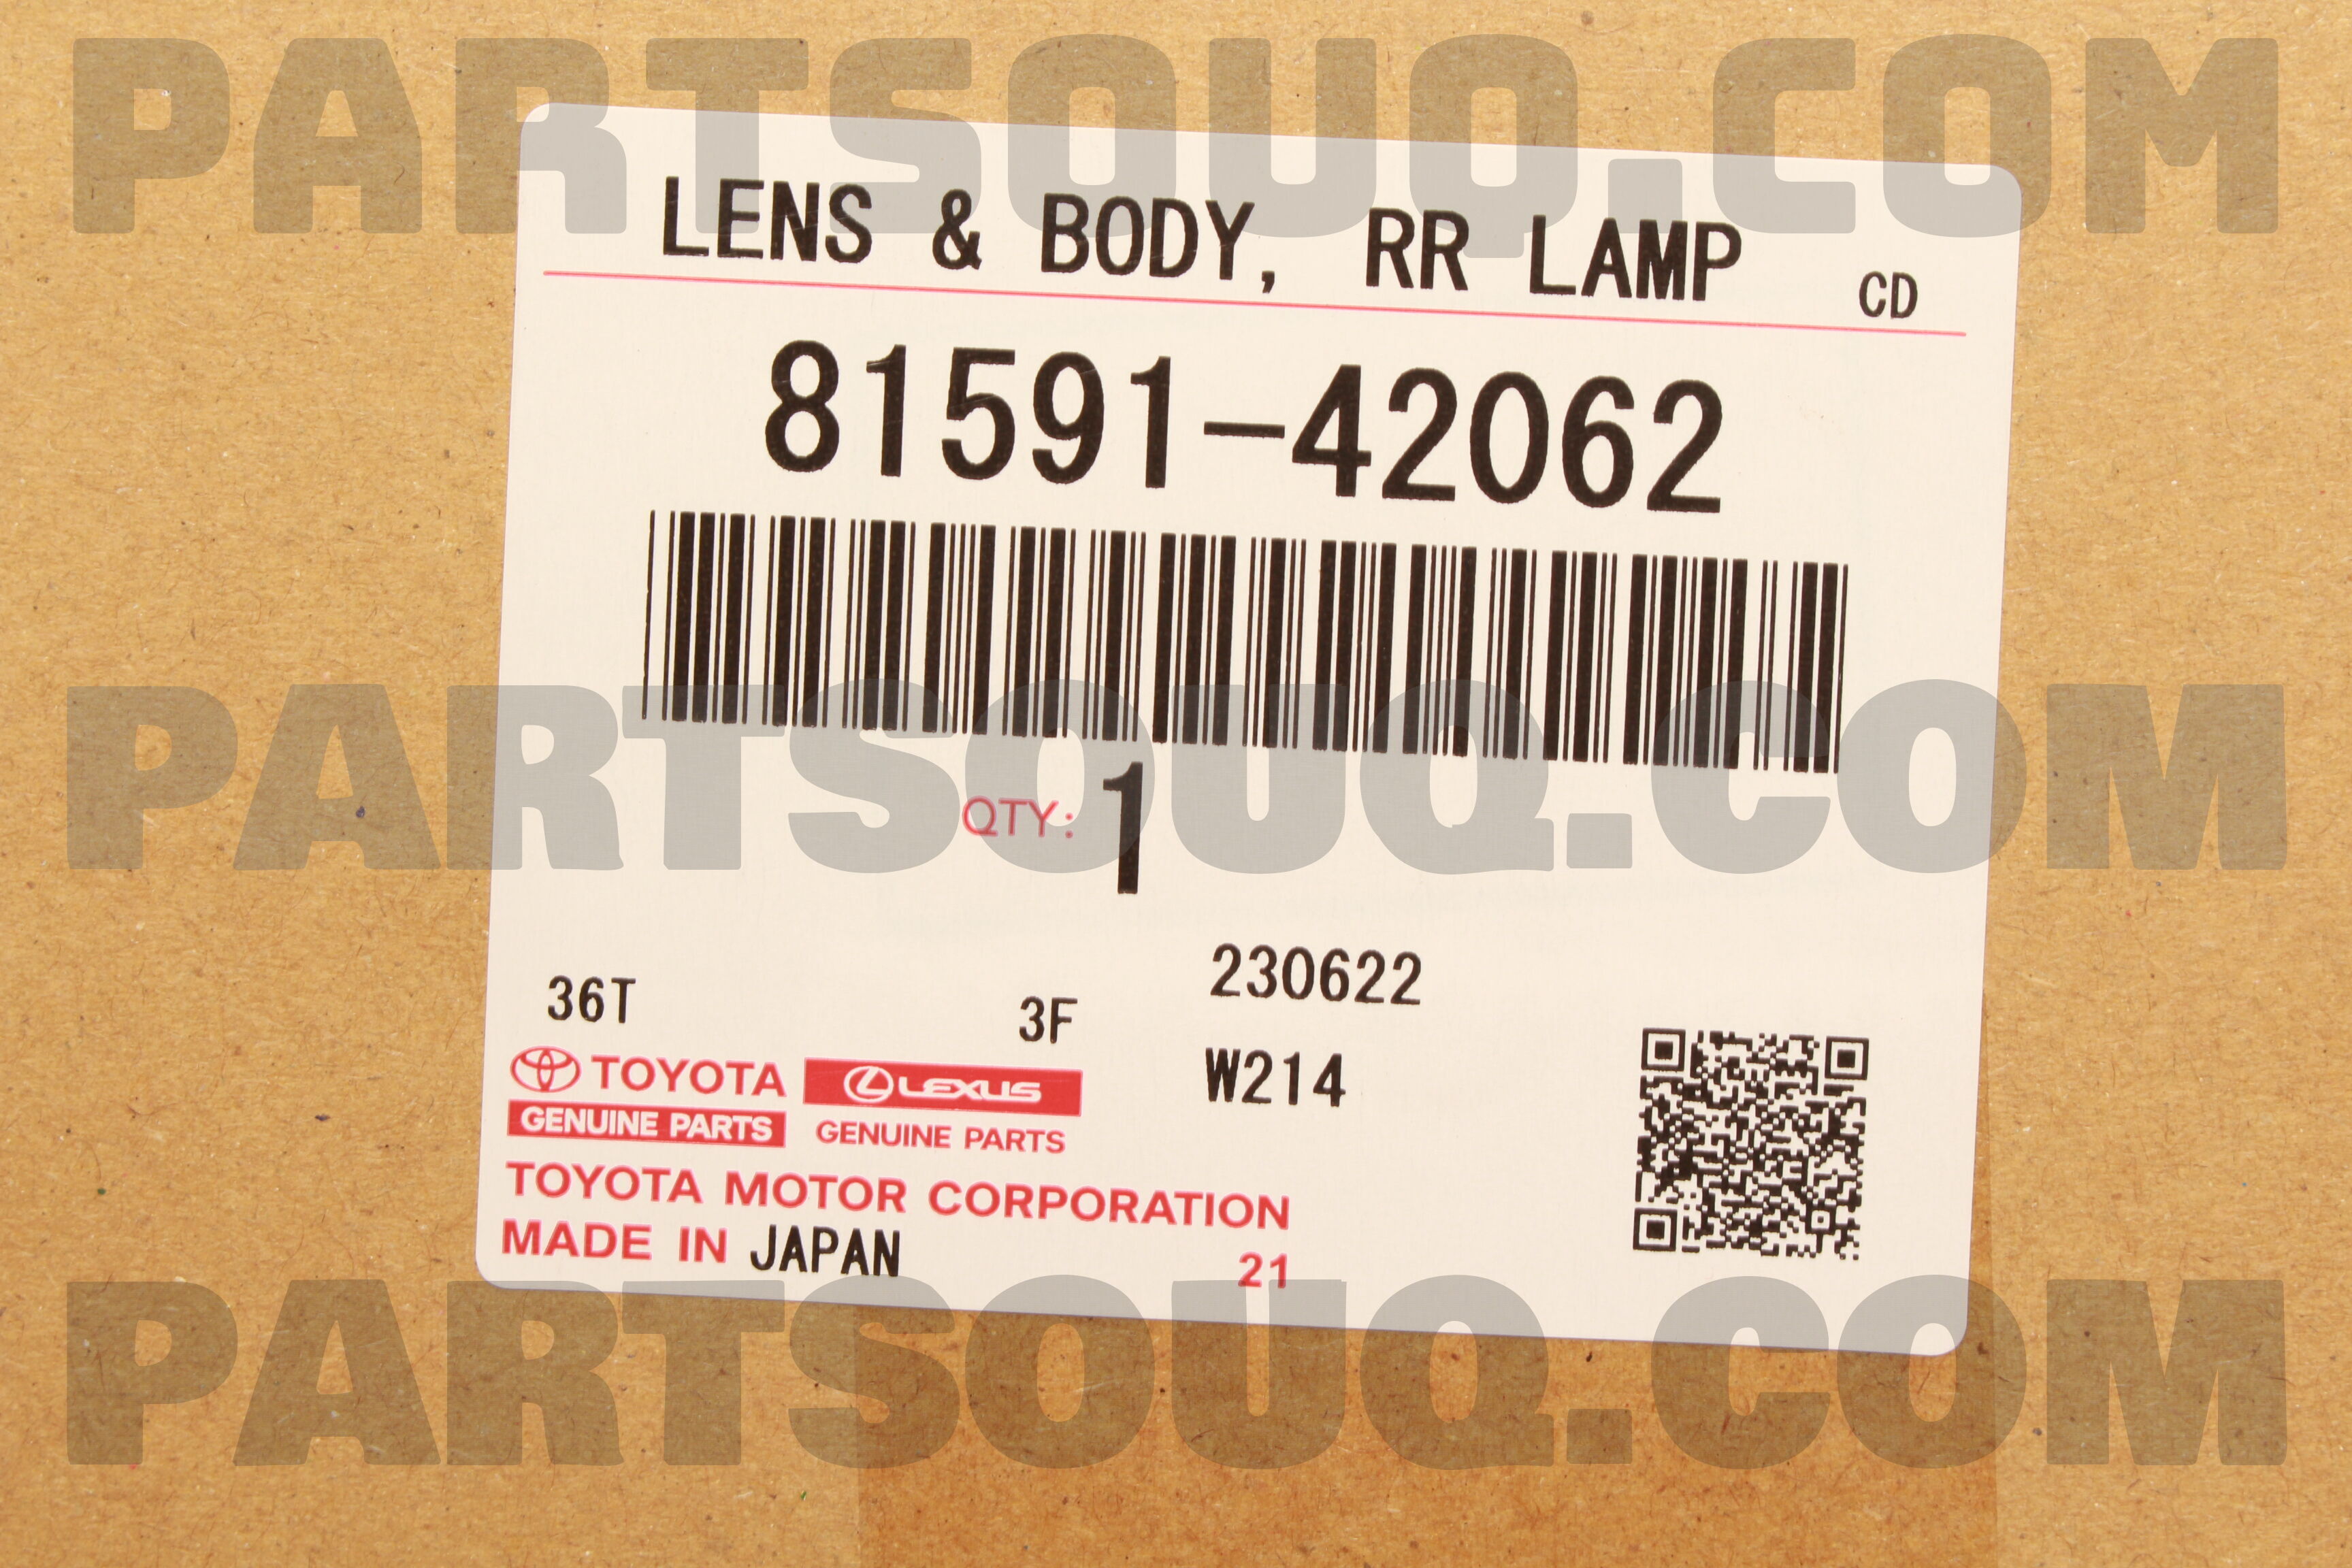 PARTSOUQ.COM
LENS & BODY, RR LAMP CD
81591-42062
PARTSOUQ.COM
QTY: 1
230622
36T 3F
W214
TOYOTA LEXUS
GENUINE PARTS GENUINE PARTS
TOYOTA MOTOR CORPORATION
MADE IN JAPAN 21
PARTSOUQ.COM